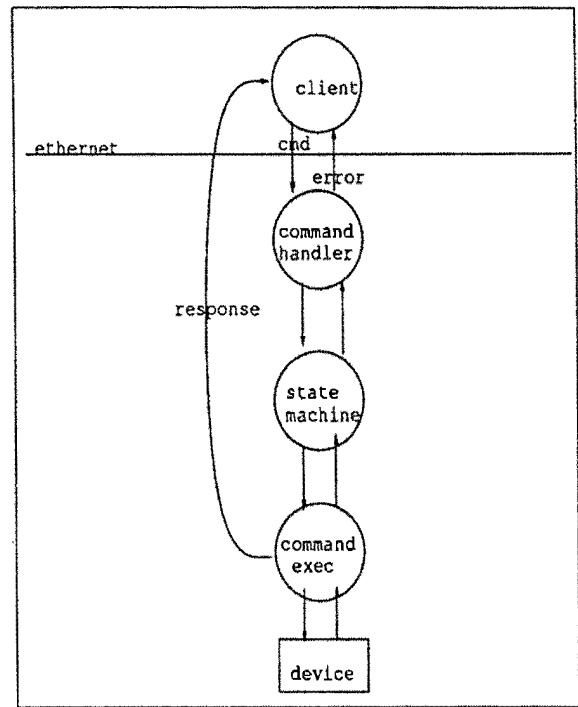 client
ethernet
cmd
error
command
handler
response
state
machine
command
exec
device